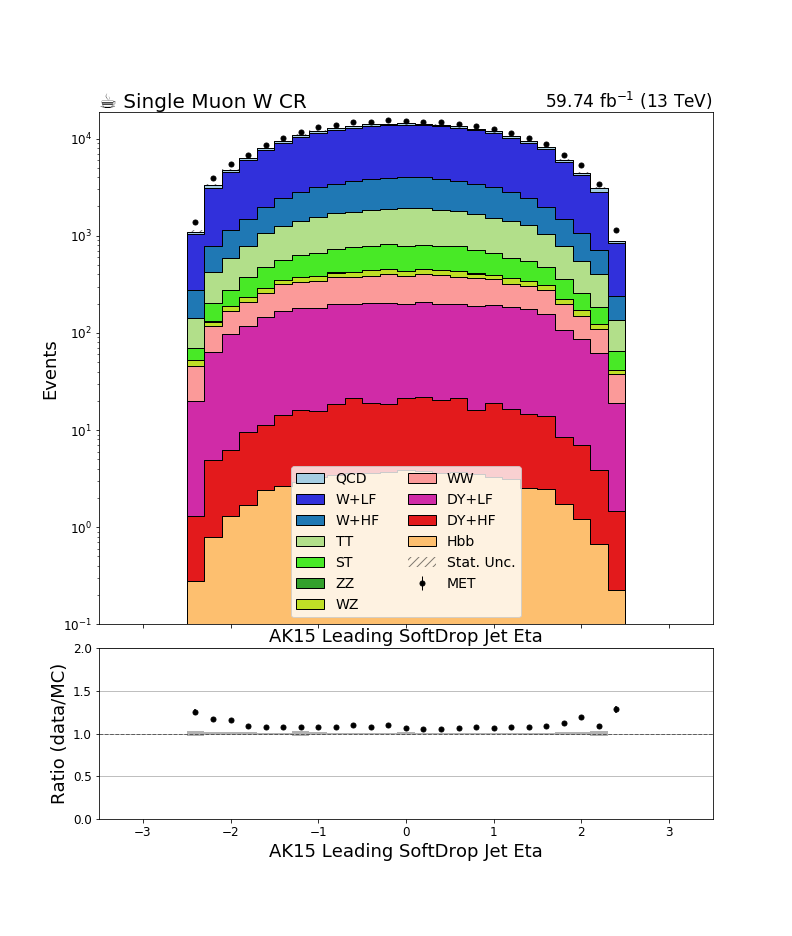 ☕ Single Muon W CR
59.74 fb⁻¹ (13 TeV)
Events
10⁴
10³
10²
10¹
10⁰
10⁻¹
QCD
W+LF
W+HF
TT
ST
ZZ
WZ
WW
DY+LF
DY+HF
Hbb
Stat. Unc.
MET
AK15 Leading SoftDrop Jet Eta
Ratio (data/MC)
2.0
1.5
1.0
0.5
0.0
−3 −2 −1 0 1 2 3
AK15 Leading SoftDrop Jet Eta